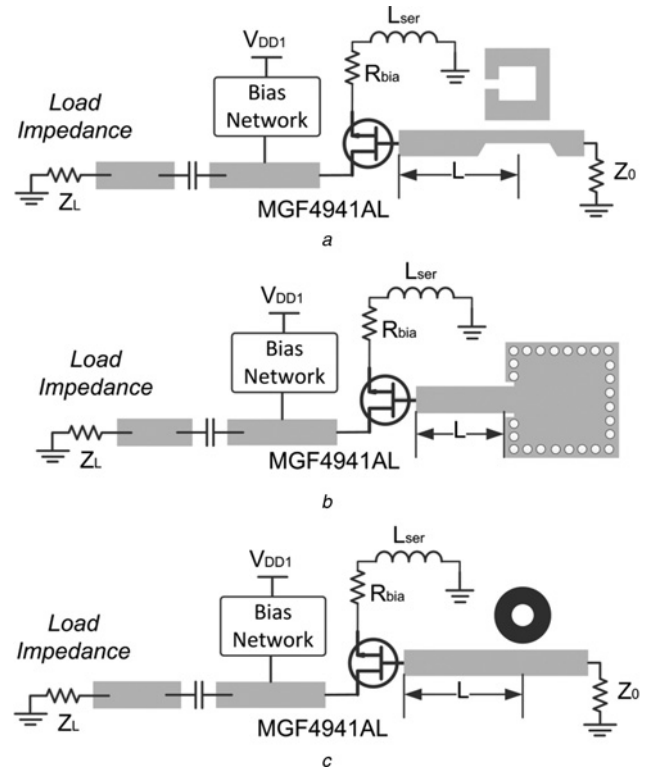 Lser
VDD1
Rbia
Bias
Network
Load
Impedance
ZL
MGF4941AL
L
Z0
a
Lser
VDD1
Rbia
Bias
Network
Load
Impedance
ZL
MGF4941AL
L
b
Lser
VDD1
Rbia
Bias
Network
Load
Impedance
ZL
MGF4941AL
L
Z0
c